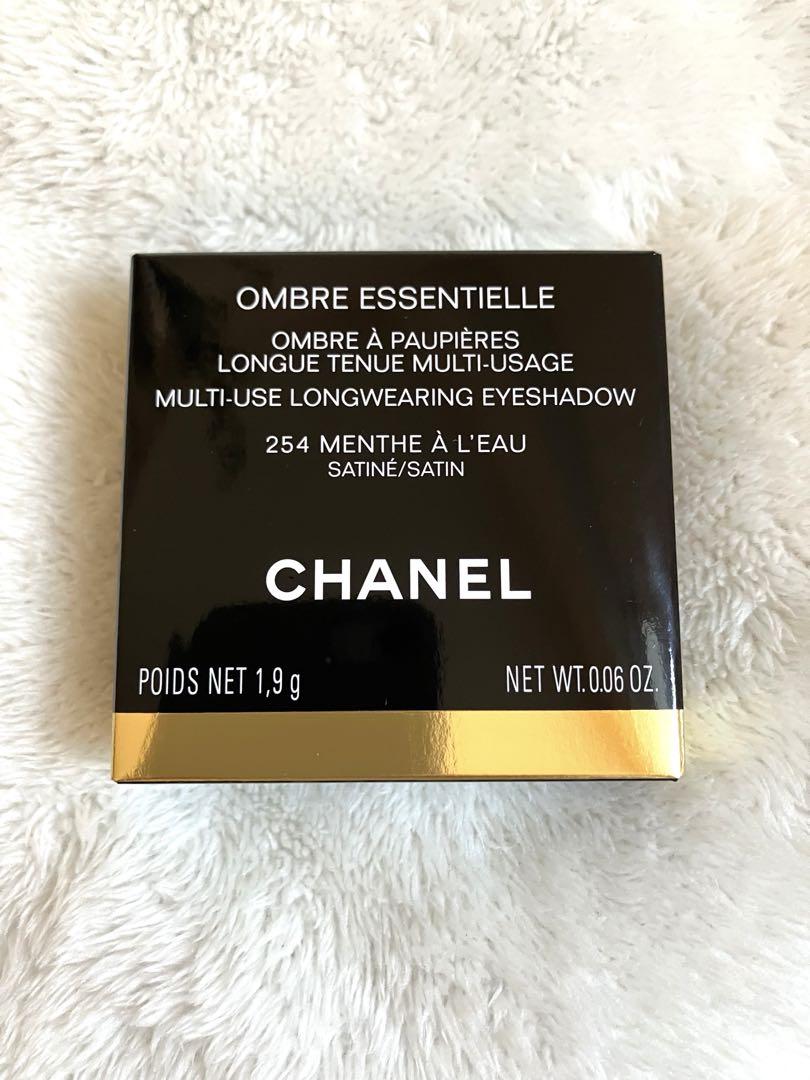 OMBRE ESSENTIELLE
OMBRE À PAUPIÈRES
LONGUE TENUE MULTI-USAGE
MULTI-USE LONGWEARING EYESHADOW
254 MENTHE À L'EAU
SATINÉ/SATIN
CHANEL
POIDS NET 1,9 g
NET WT. 0.06 OZ.